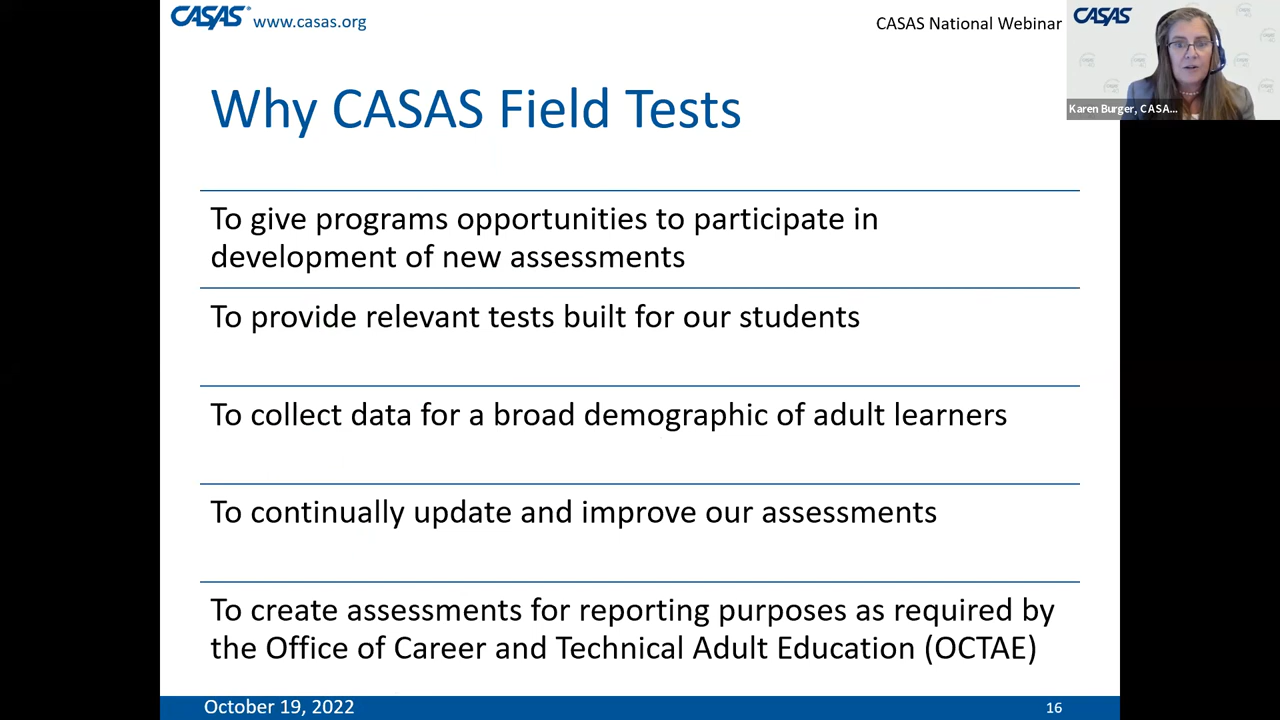 CASAS www.casas.org
CASAS National Webinar
CASAS
Karen Burger, CASA...
Why CASAS Field Tests
To give programs opportunities to participate in
development of new assessments
To provide relevant tests built for our students
To collect data for a broad demographic of adult learners
To continually update and improve our assessments
To create assessments for reporting purposes as required by
the Office of Career and Technical Adult Education (OCTAE)
October 19, 2022
16